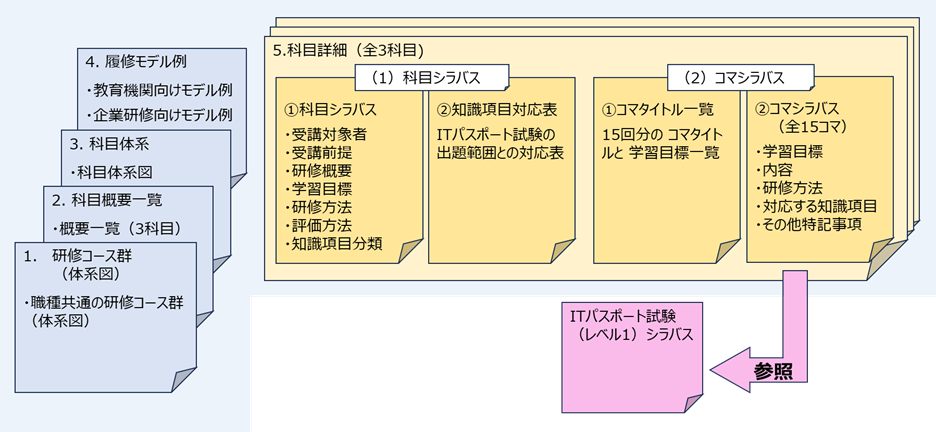 4. 履修モデル例
・教育機関向けモデル例
・企業研修向けモデル例
3. 科目体系
・科目体系図
2. 科目概要一覧
・概要一覧（3科目）
1. 研修コース群
（体系図）
・職種共通の研修コース群
（体系図）
5.科目詳細（全3科目)
（1）科目シラバス
①科目シラバス
・受講対象者
・受講前提
・研修概要
・学習目標
・研修方法
・評価方法
・知識項目分類
②知識項目対応表
ITパスポート試験の
出題範囲との対応表
（2）コマシラバス
①コマタイトル一覧
15回分の コマタイト
ルと 学習目標一覧
②コマシラバス
（全15コマ）
・学習目標
・内容
・研修方法
・対応する知識項目
・その他特記事項
ITパスポート試験
（レベル1）シラバス
参照